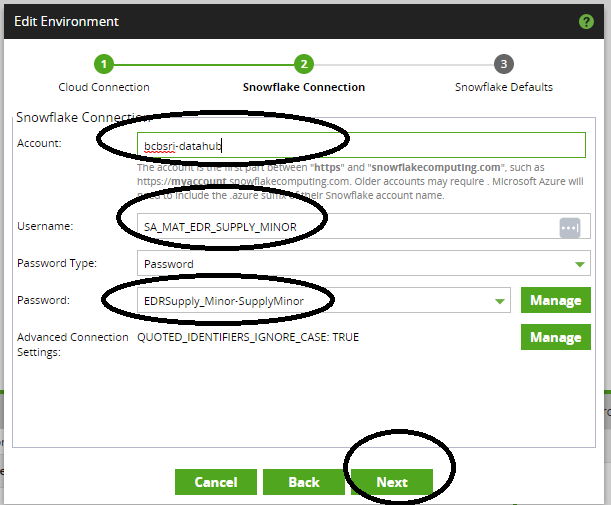 Edit Environment
?
1 2 3
Cloud Connection Snowflake Connection Snowflake Defaults
Snowflake Connection
Account: bcbsri-datahub
The account is the first part between "https" and "snowflakecomputing.com", such as
https://myaccount.snowflakecomputing.com. Older accounts may require . Microsoft Azure will
need to include the .azure suffix of their Snowflake account name.
Username: SA_MAT_EDR_SUPPLY_MINOR
Password Type: Password
Password: EDRSupply_Minor-SupplyMinor Manage
Advanced Connection QUOTED_IDENTIFIERS_IGNORE_CASE: TRUE Manage
Settings:
Cancel Back Next